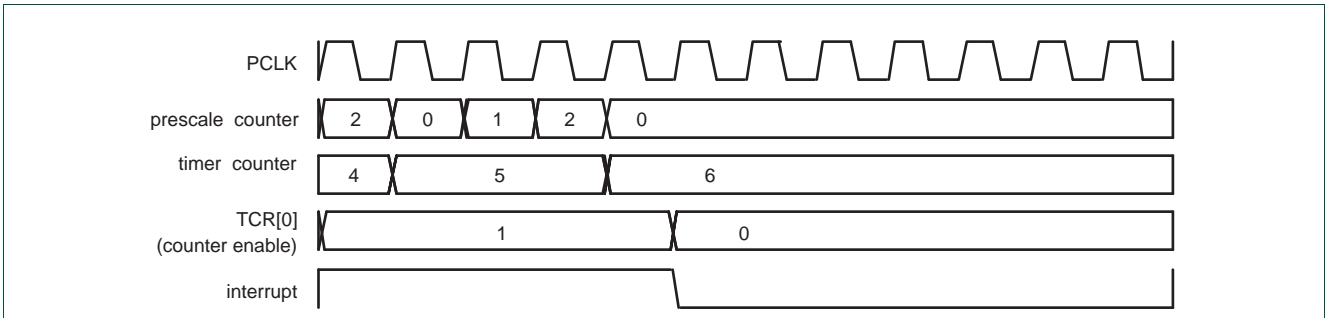 PCLK
prescale counter
2 0 1 2 0
timer counter
4 5 6
TCR[0]
(counter enable)
1 0
interrupt